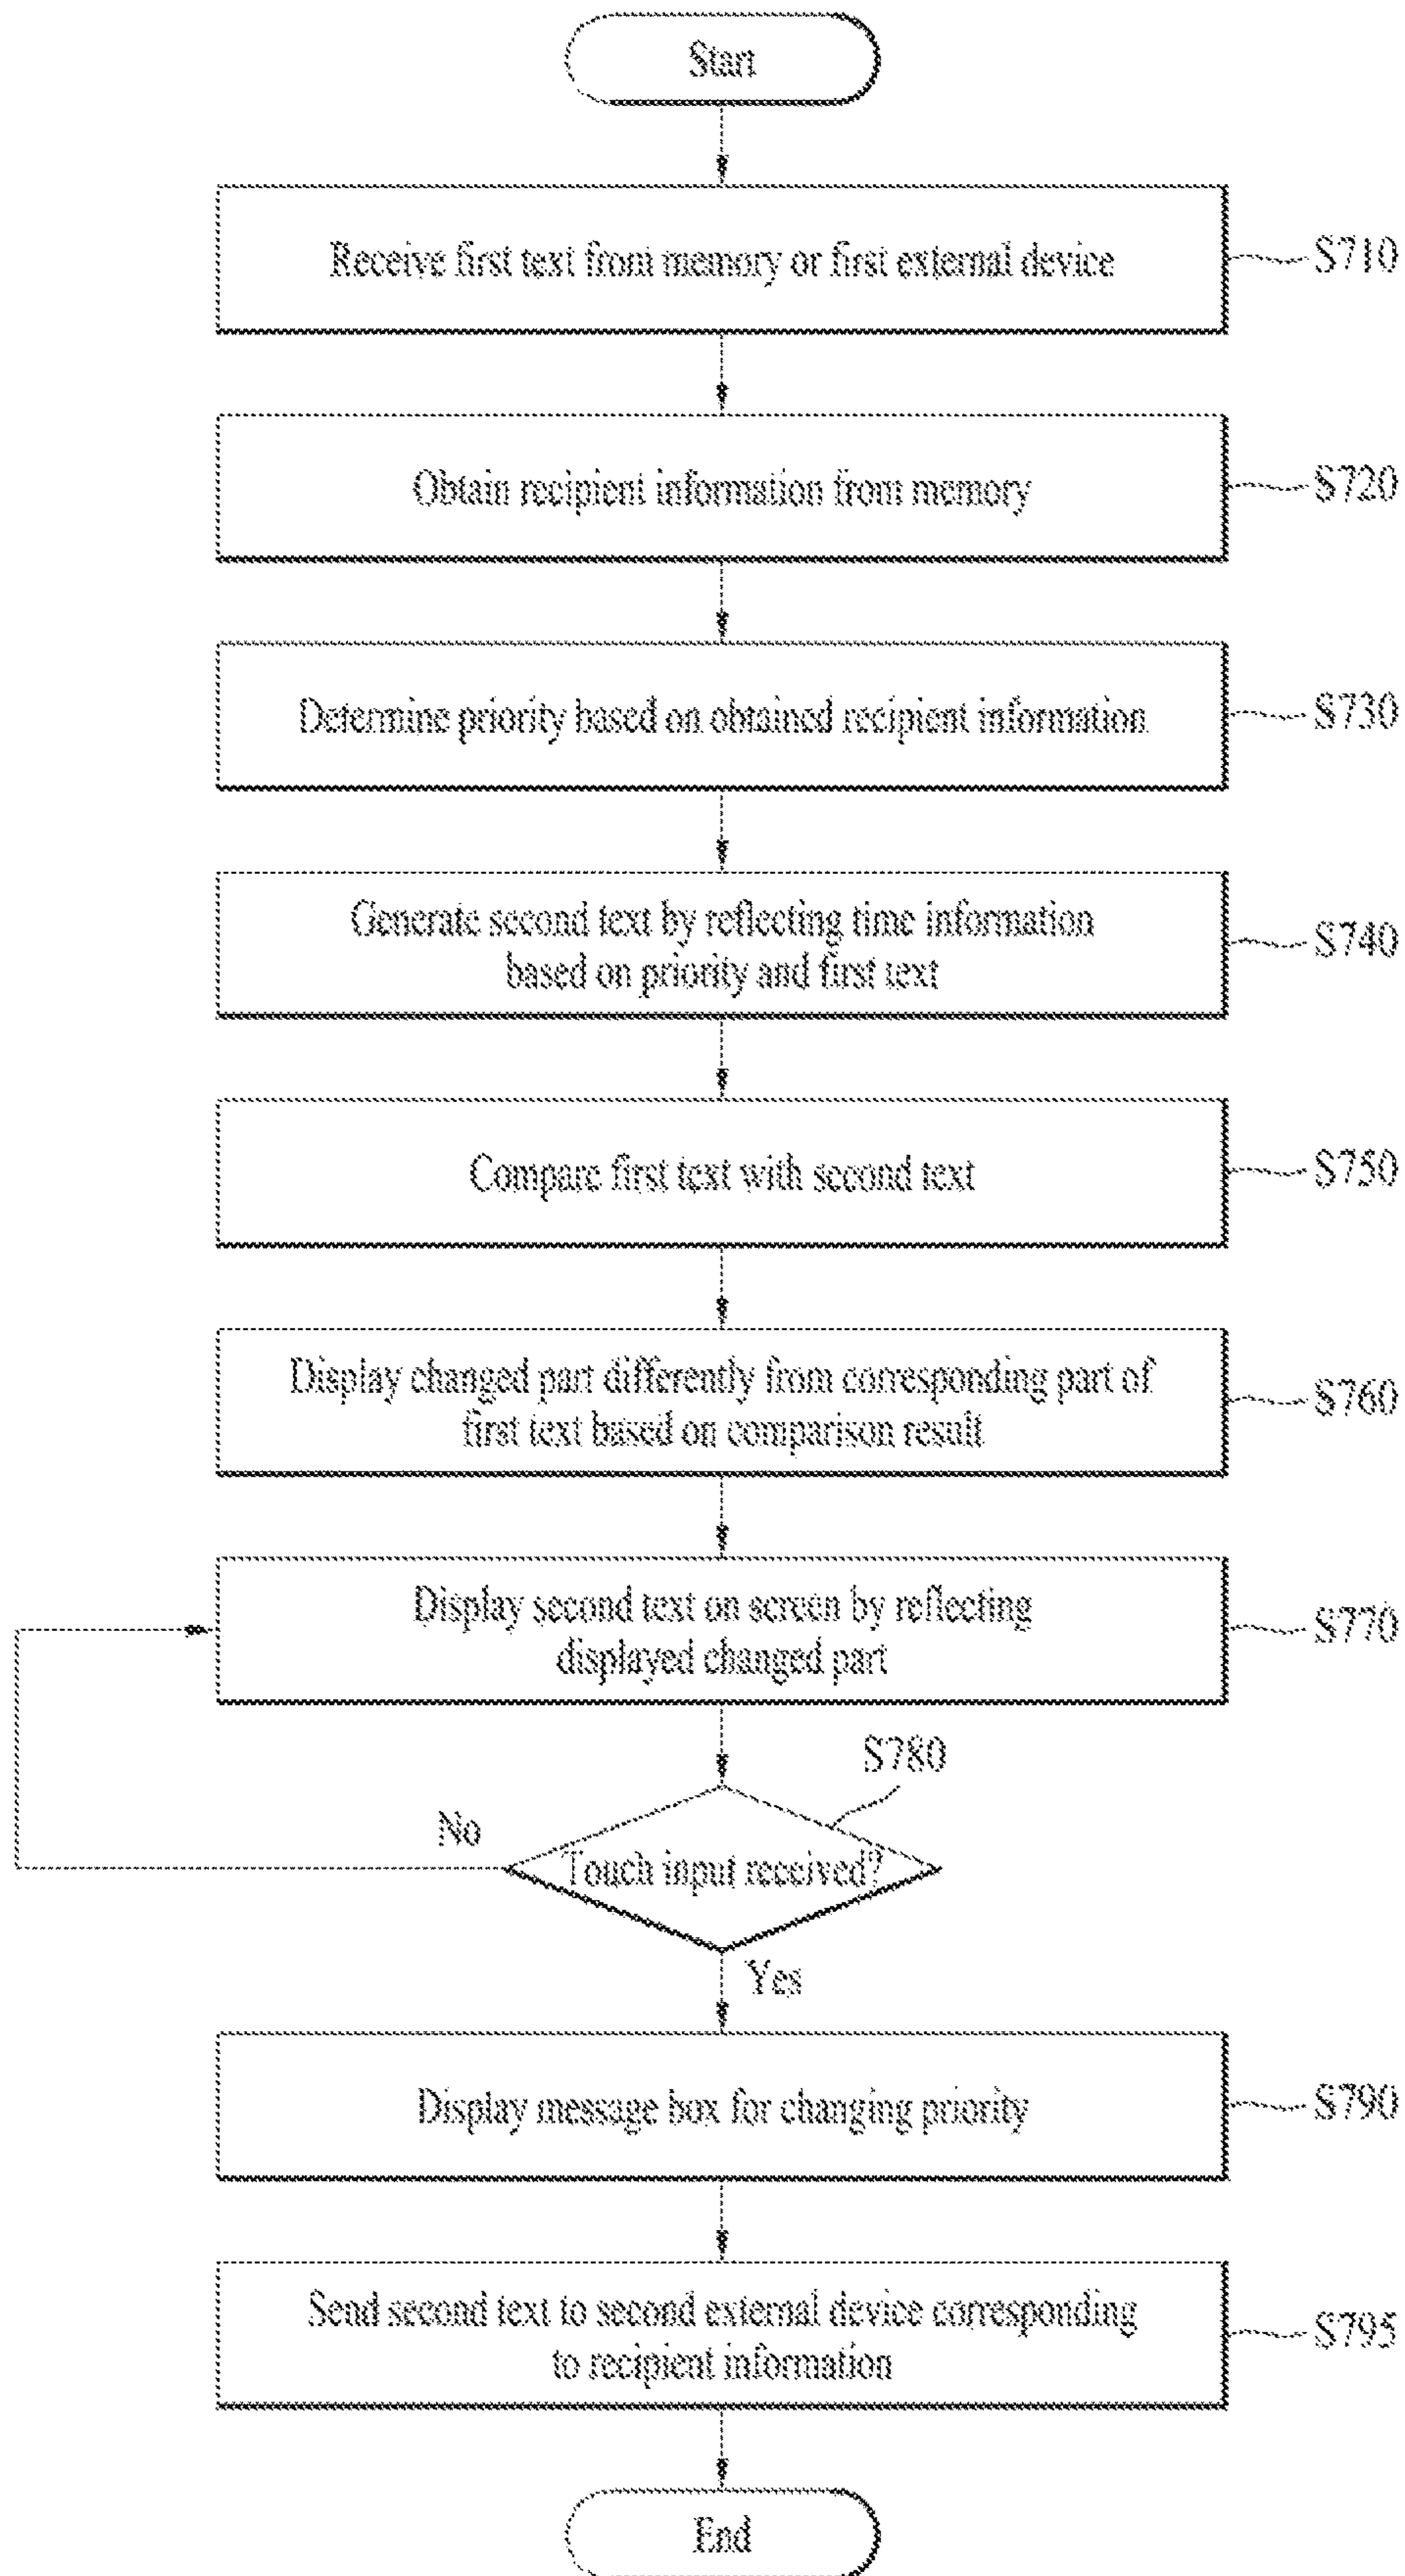 Start
Receive first text from memory or first external device
S710
Obtain recipient information from memory
S720
Determine priority based on obtained recipient information
S730
Generate second text by reflecting time information
based on priority and first text
S740
Compare first text with second text
S750
Display changed part differently from corresponding part of
first text based on comparison result
S760
Display second text on screen by reflecting
displayed changed part
S770
S780
No
Touch input received?
Yes
Display message box for changing priority
S790
Send second text to second external device corresponding
to recipient information
S795
End